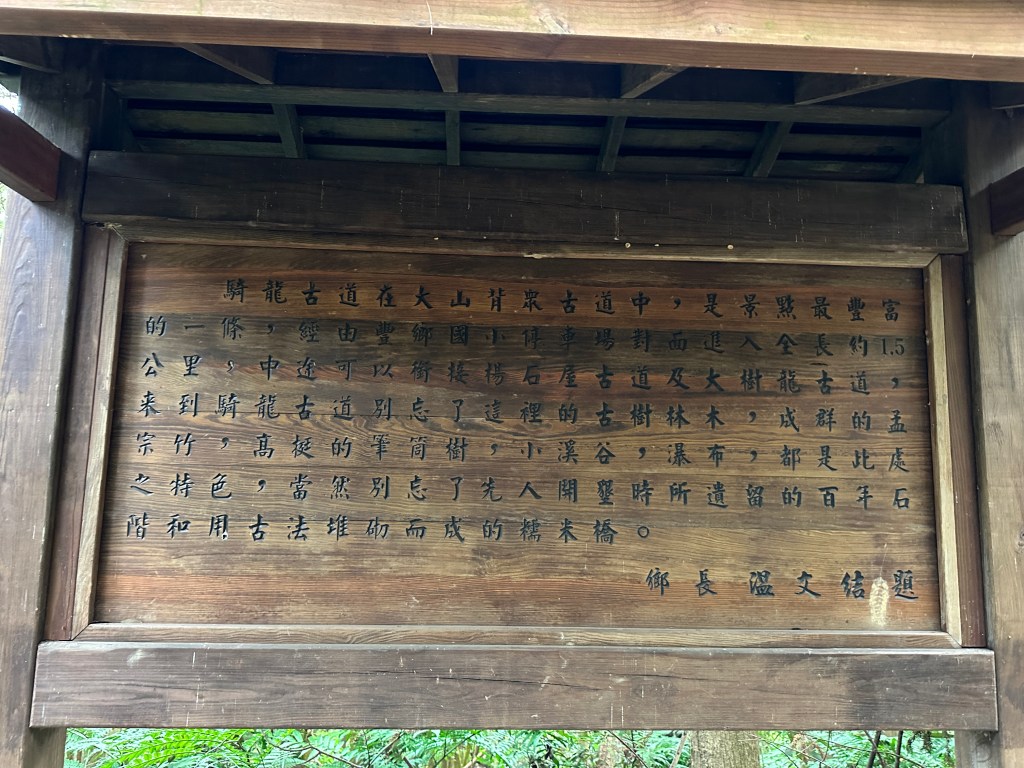 騎龍古道在大山背眾古道中，是景點最豐富
的一條，經由豐鄉國小停車場對面進入全長約1.5
公里，中途可以銜接楊石屋古道及大樹龍古道，
來到騎龍古道別忘了這裡的古樹林木，成群的孟
宗竹，高挺的筆筒樹，小溪谷，瀑布，都是此處
之特色，當然別忘了先人開墾時所遺留的百年石
階和用古法堆砌而成的糯米橋。
鄉長溫文結題